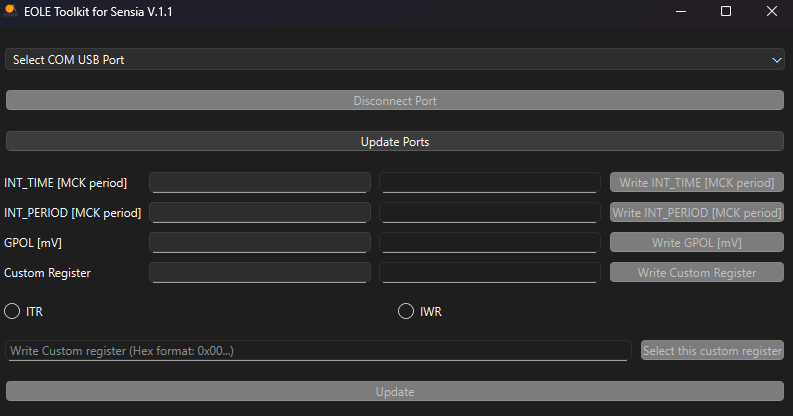 EOLE Toolkit for Sensia V.1.1
Select COM USB Port
Disconnect Port
Update Ports
INT_TIME [MCK period] Write INT_TIME [MCK period]
INT_PERIOD [MCK period] Write INT_PERIOD [MCK period]
GPOL [mV] Write GPOL [mV]
Custom Register Write Custom Register
ITR IWR
Write Custom register (Hex format: 0x00...) Select this custom register
Update